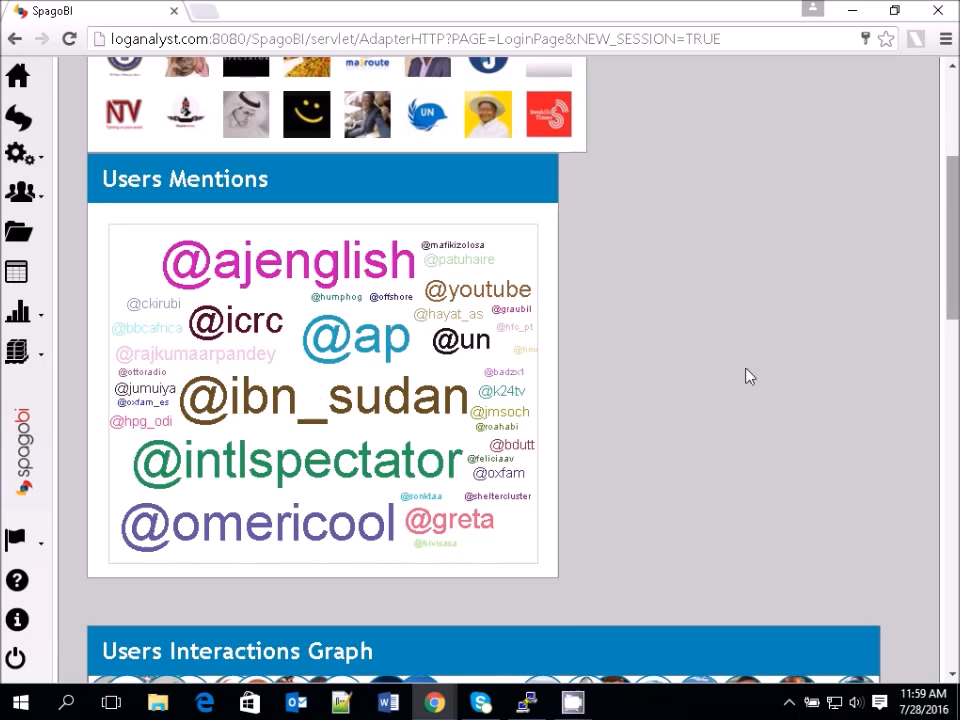 SpagoBI
loganalyst.com:8080/SpagoBI/servlet/AdapterHTTP?PAGE=LoginPage&NEW_SESSION=TRUE
ma3route
NTV
UN
Users Mentions
@ajenglish
@mafikizolosa
@patuhaire
@youtube
@humphog
@offshore
@ckirubi
@hayat_as
@graubil
@icrc
@ap
@bbcafrica
@un
@hfc_pt
@rajkumaarpandey
@ottoradio
@badzx1
@jumuiya
@ibn_sudan
@k24tv
@oxfam_es
@jmsoch
@hpg_odi
@roahabi
@bdutt
@intlspectator
@feliciaav
@oxfam
@sonktaa
@sheltercluster
@omericool
@greta
@hivisasa
spagobi
Users Interactions Graph
11:59 AM
7/28/2016